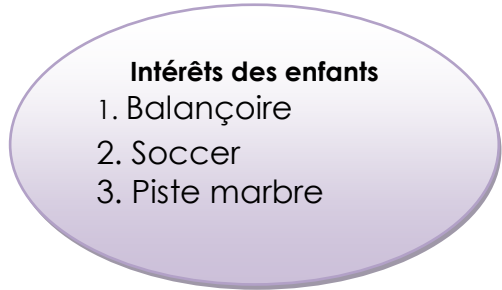 Intérêts des enfants
1. Balançoire
2. Soccer
3. Piste marbre